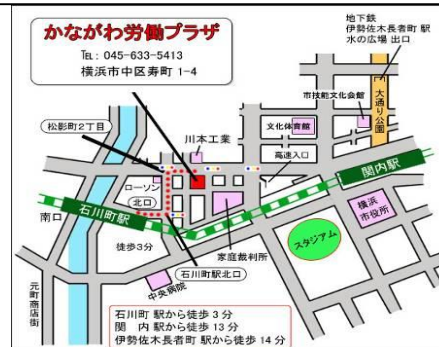 かながわ労働プラザ
TEL: 045-633-5413
横浜市中区寿町 1-4
地下鉄
伊勢佐木長者町 駅
水の広場 出口
大通り公園
市技能文化会館
文化体育館
松影町2丁目
川本工業
高速入口
関内駅
ローソン
北口
石川町駅
南口
横浜
市役所
スタジアム
徒歩3分
家庭裁判所
石川町駅北口
中央病院
元町商店街
石川町 駅から徒歩 3 分
関 内 駅から徒歩 13 分
伊勢佐木長者町 駅から徒歩 14 分